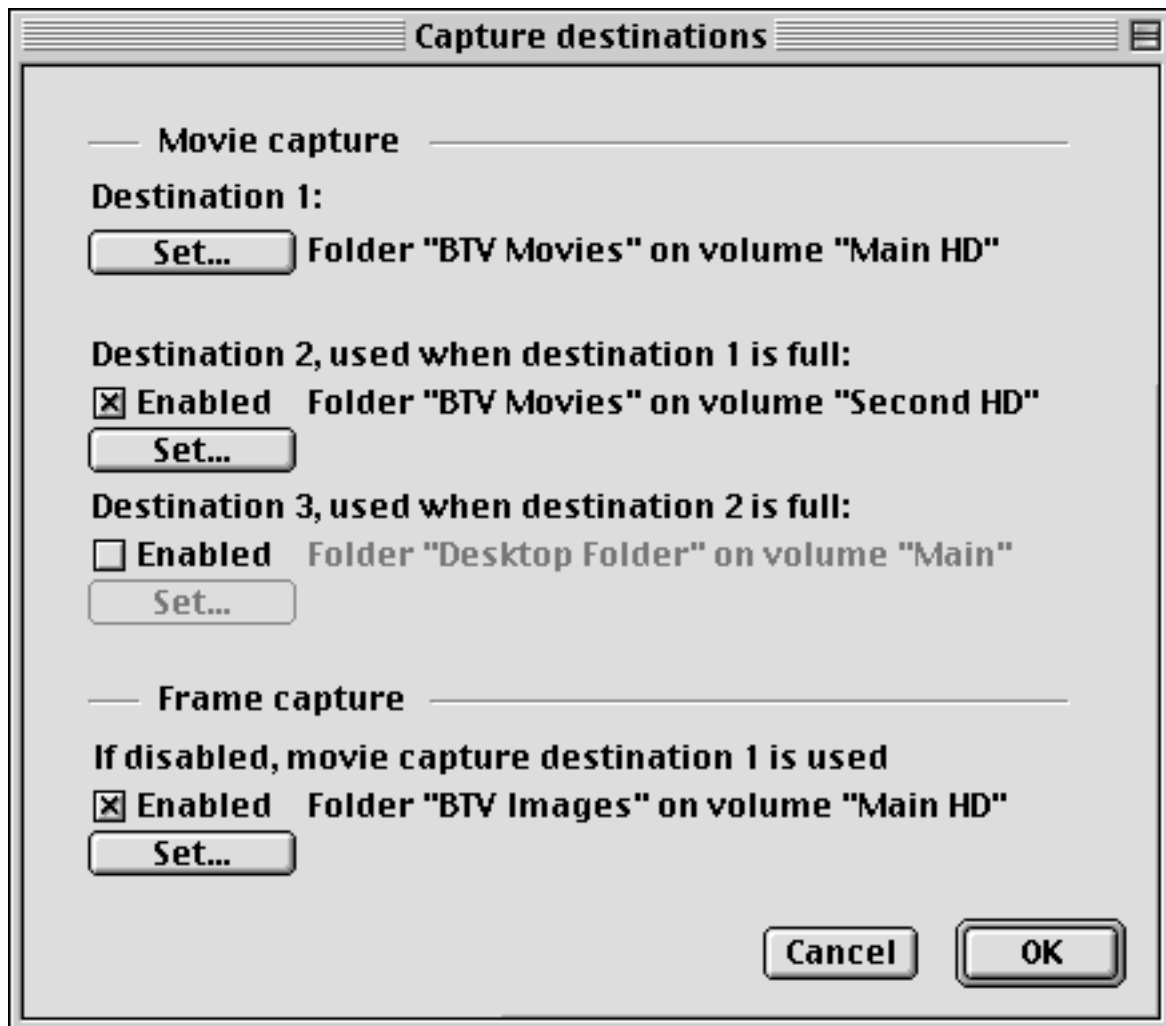 Capture destinations
Movie capture
Destination 1:
Set... Folder "BTV Movies" on volume "Main HD"
Destination 2, used when destination 1 is full:
Enabled Folder "BTV Movies" on volume "Second HD"
Set...
Destination 3, used when destination 2 is full:
Enabled Folder "Desktop Folder" on volume "Main"
Set...
Frame capture
If disabled, movie capture destination 1 is used
Enabled Folder "BTV Images" on volume "Main HD"
Set...
Cancel OK